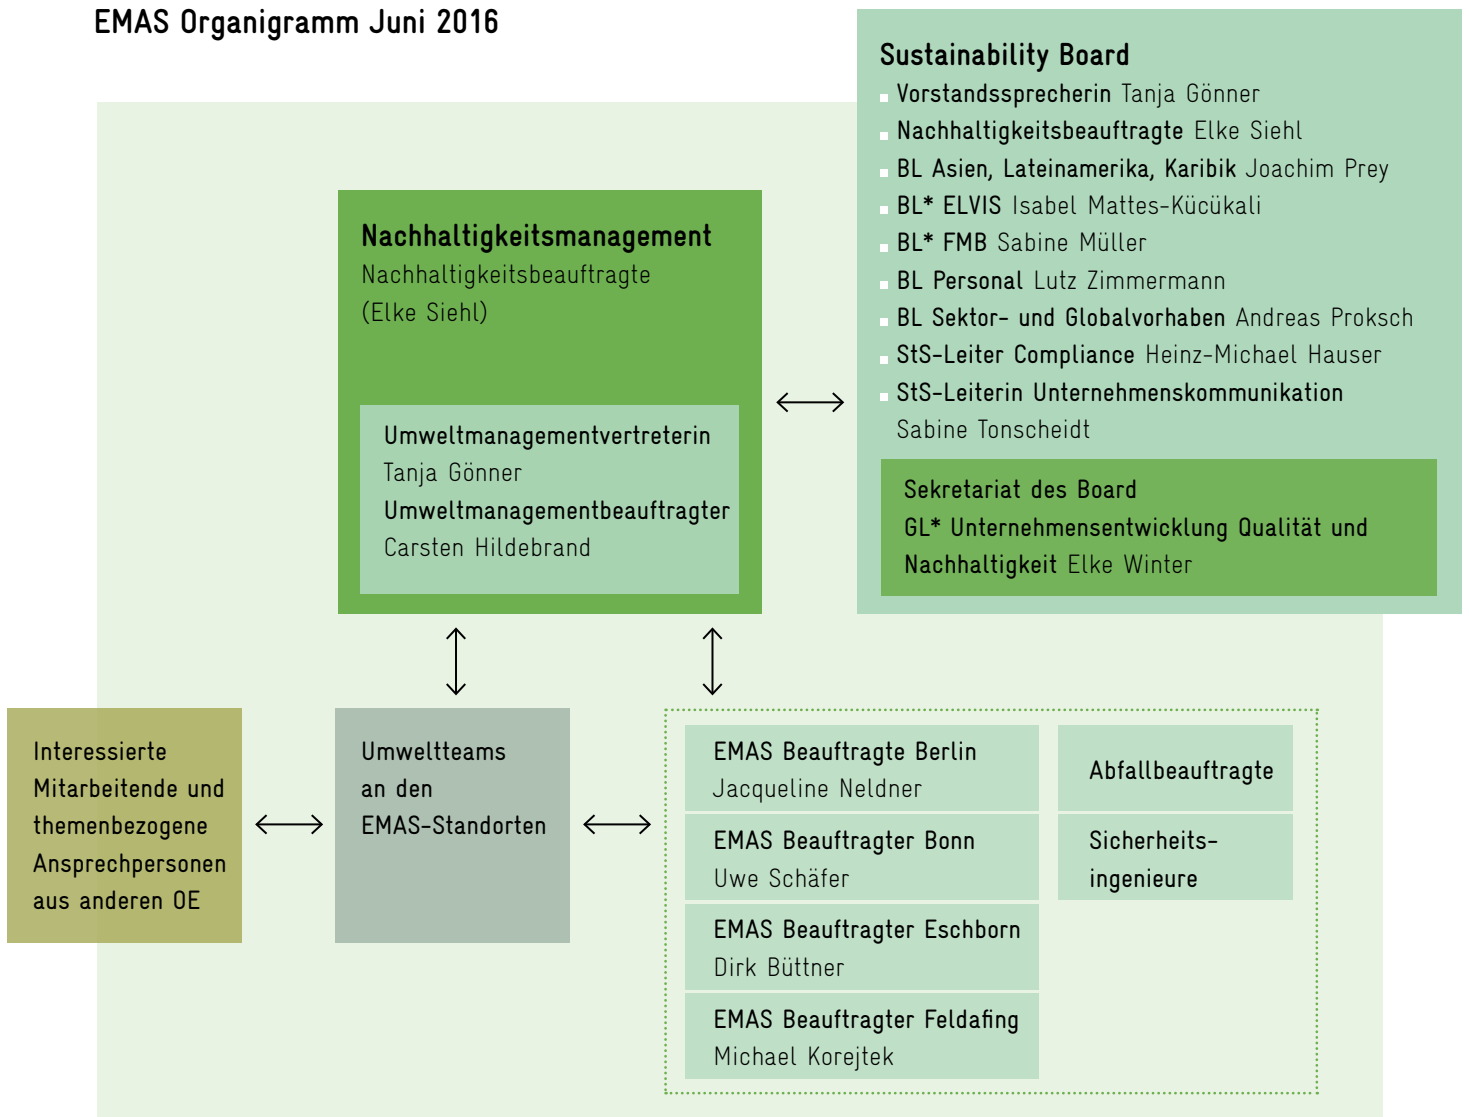 EMAS Organigramm Juni 2016
Sustainability Board
Vorstandssprecherin Tanja Gönner
Nachhaltigkeitsbeauftragte Elke Siehl
BL Asien, Lateinamerika, Karibik Joachim Prey
BL* ELVIS Isabel Mattes-Kücükali
BL* FMB Sabine Müller
BL Personal Lutz Zimmermann
BL Sektor- und Globalvorhaben Andreas Proksch
StS-Leiter Compliance Heinz-Michael Hauser
StS-Leiterin Unternehmenskommunikation
Sabine Tonscheidt
Sekretariat des Board
GL* Unternehmensentwicklung Qualität und
Nachhaltigkeit Elke Winter
Nachhaltigkeitsmanagement
Nachhaltigkeitsbeauftragte
(Elke Siehl)
Umweltmanagementvertreterin
Tanja Gönner
Umweltmanagementbeauftragter
Carsten Hildebrand
Interessierte
Mitarbeitende und
themenbezogene
Ansprechpersonen
aus anderen OE
Umweltteams
an den
EMAS-Standorten
EMAS Beauftragte Berlin
Jacqueline Neldner
EMAS Beauftragter Bonn
Uwe Schäfer
EMAS Beauftragter Eschborn
Dirk Büttner
EMAS Beauftragter Feldafing
Michael Korejtek
Abfallbeauftragte
Sicherheits-
ingenieure